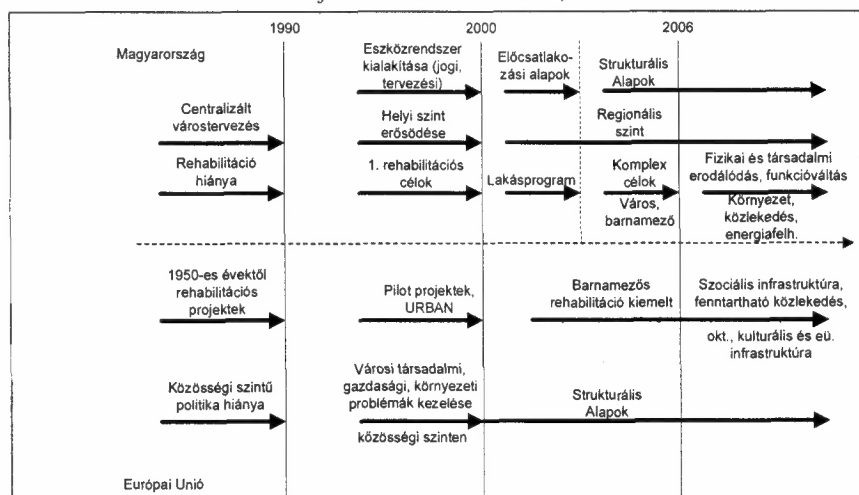 1990
2000
2006
Magyarország
Eszközrendszer
kialakítása (jogi,
tervezési)
Előcsatlako-
zási alapok
Strukturális
Alapok
Centralizált
várostervezés
Helyi szint
erősödése
Regionális
szint
Rehabilitáció
hiánya
1. rehabilitációs
célok
Lakásprogram
Komplex
célok
Város,
barnamező
Fizikai és társadalmi
erodálódás, funkcióváltás
Környezet,
közlekedés,
energiafelh.
1950-es évektől
rehabilitációs
projektek
Pilot projektek,
URBAN
Barnamezős
rehabilitáció kiemelt
Szociális infrastruktúra,
fenntartható közlekedés,
okt., kulturális és eü.
infrastruktúra
Közösségi szintű
politika hiánya
Városi társadalmi,
gazdasági, környezeti
problémák kezelése
közösségi szinten
Strukturális
Alapok
Európai Unió